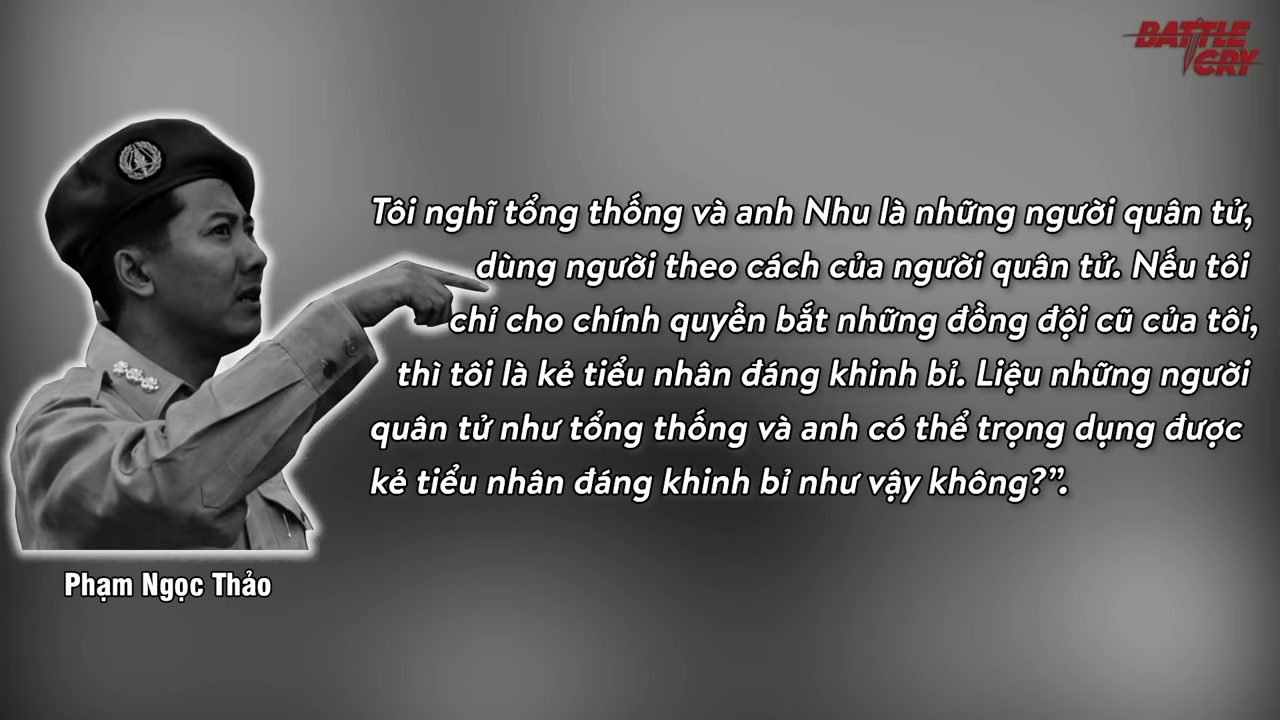 BATTLE
CRY
Tôi nghĩ tổng thống và anh Nhu là những người quân tử,
dùng người theo cách của người quân tử. Nếu tôi
chỉ cho chính quyền bắt những đồng đội cũ của tôi,
thì tôi là kẻ tiểu nhân đáng khinh bỉ. Liệu những người
quân tử như tổng thống và anh có thể trọng dụng được
kẻ tiểu nhân đáng khinh bỉ như vậy không?”.
Phạm Ngọc Thảo